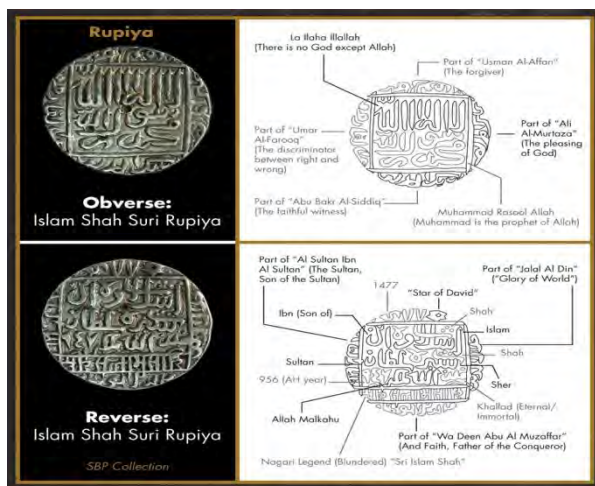 Rupiya
Obverse:
Islam Shah Suri Rupiya
La Ilaha illallah
(There is no God except Allah)
Part of "Usman Al-Affan"
(The forgiver)
Part of "Umar
Al-Farooq"
(The discriminator
between right and
wrong)
Part of "Ali
Al-Murtaza"
(The pleasing
of God)
Part of "Abu Bakr Al-Siddiq"
(The faithful witness)
Muhammad Rasool Allah
(Muhammad is the prophet of Allah)
Reverse:
Islam Shah Suri Rupiya
SBP Collection
Part of "Al Sultan Ibn
Al Sultan" (The Sultan,
Son of the Sultan)
1477
"Star of David"
Part of "Jalal Al Din"
("Glory of World")
Ibn (Son of)
Shah
Islam
Shah
Sultan
Sher
956 (AH year)
Khallad (Eternal/
Immortal)
Allah Malkahu
Part of "Wa Deen Abu Al Muzaffar"
(And Faith, Father of the Conqueror)
Nagari Legend (Blundered) "Sri Islam Shah"